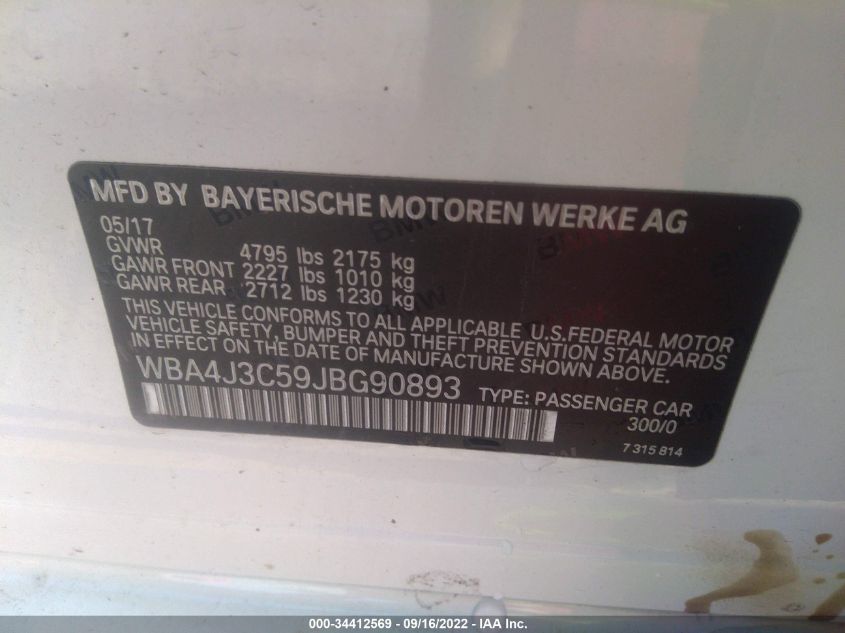 MFD BY BAYERISCHE MOTOREN WERKE AG
05/17
GVWR 4795 lbs 2175 kg
GAWR FRONT 2227 lbs 1010 kg
GAWR REAR 2712 lbs 1230 kg
THIS VEHICLE CONFORMS TO ALL APPLICABLE U.S.FEDERAL MOTOR
VEHICLE SAFETY, BUMPER AND THEFT PREVENTION STANDARDS
IN EFFECT ON THE DATE OF MANUFACTURE SHOWN ABOVE.
WBA4J3C59JBG90893 TYPE: PASSENGER CAR
300/0
7 315 814
000-34412569 - 09/16/2022 - IAA Inc.